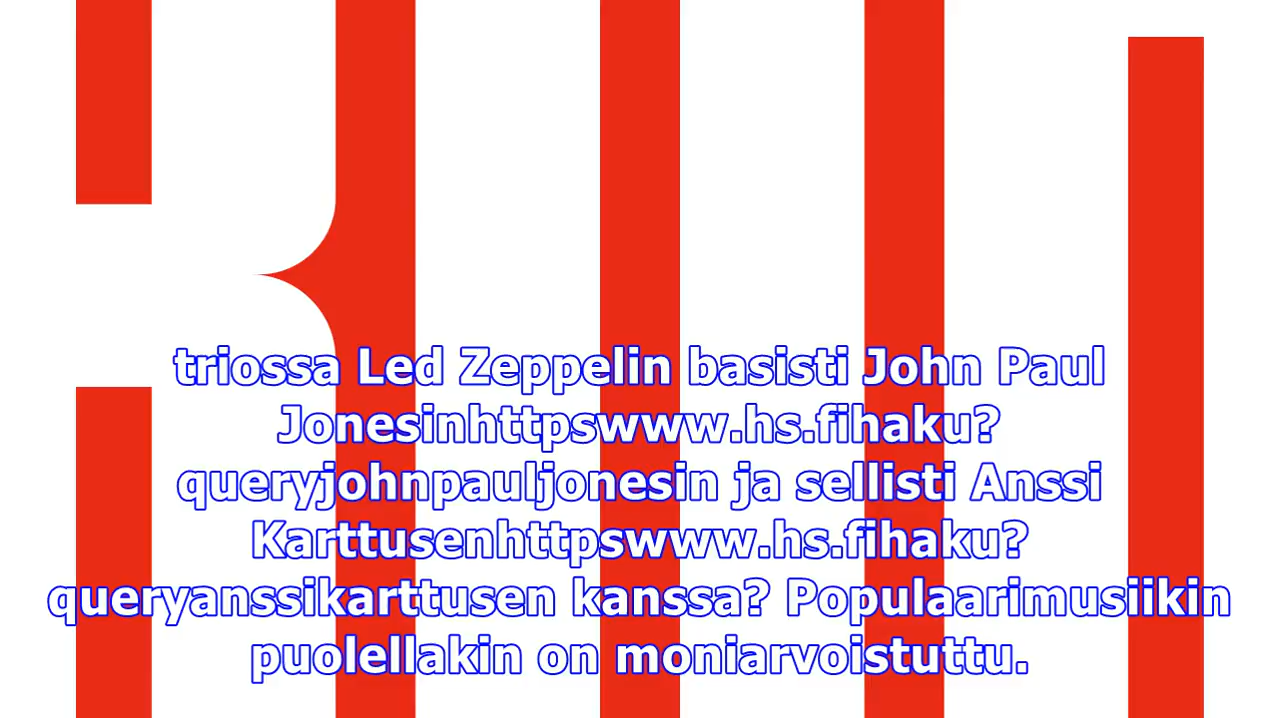 triossa Led Zeppelin basisti John Paul
Jonesinhttpswww.hs.fihaku?
queryjohnpauljonesin ja sellisti Anssi
Karttusenhttpswww.hs.fihaku?
queryanssikarttusen kanssa? Populaarimusiikin
puolellakin on moniarvoistuttu.